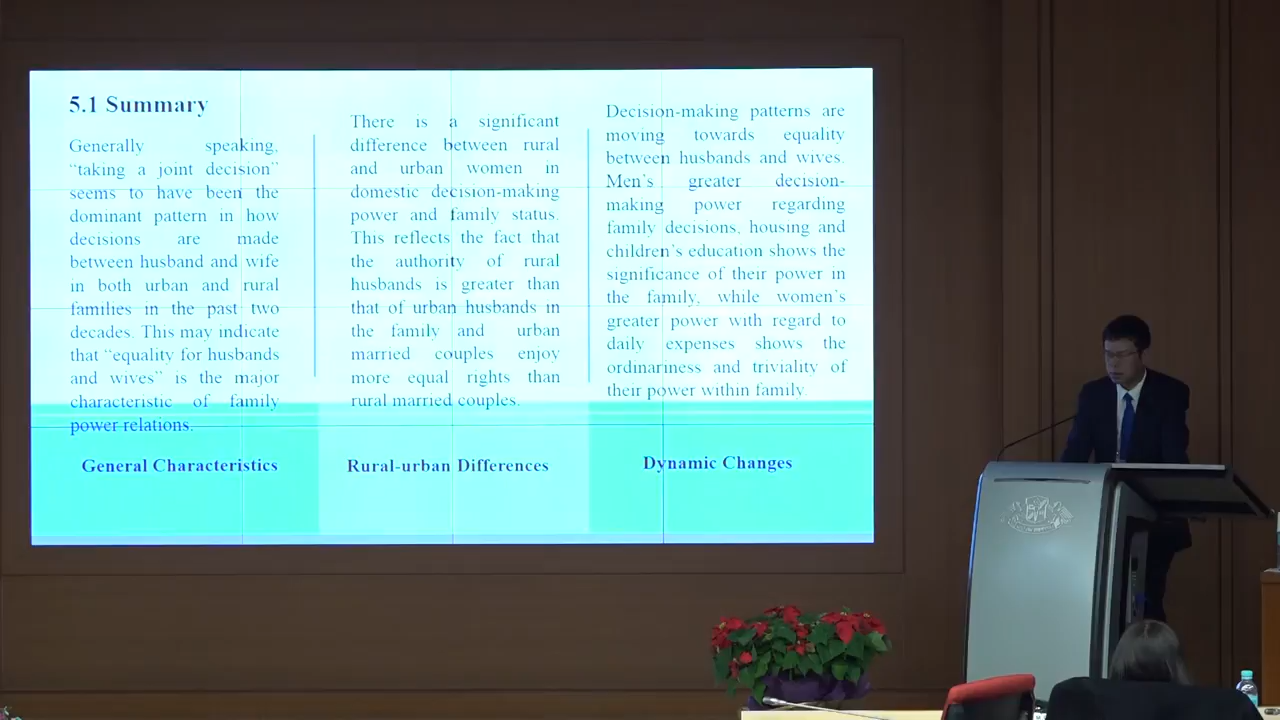 5.1 Summary
Generally speaking,
“taking a joint decision”
seems to have been the
dominant pattern in how
decisions are made
between husband and wife
in both urban and rural
families in the past two
decades. This may indicate
that “equality for husbands
and wives” is the major
characteristic of family
power relations.
General Characteristics
There is a significant
difference between rural
and urban women in
domestic decision-making
power and family status.
This reflects the fact that
the authority of rural
husbands is greater than
that of urban husbands in
the family and urban
married couples enjoy
more equal rights than
rural married couples.
Rural-urban Differences
Decision-making patterns are
moving towards equality
between husbands and wives.
Men’s greater decision-
making power regarding
family decisions, housing and
children’s education shows the
significance of their power in
the family, while women’s
greater power with regard to
daily expenses shows the
ordinariness and triviality of
their power within family.
Dynamic Changes